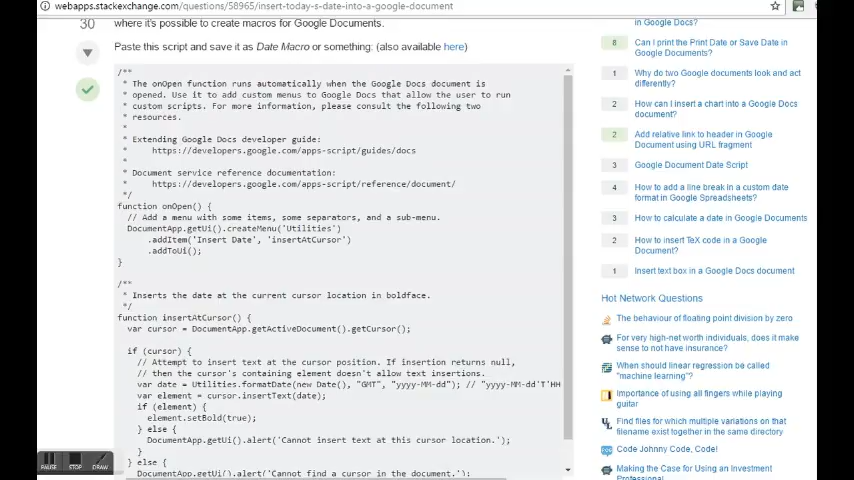 webapps.stackexchange.com/questions/58965/insert-today-s-date-into-a-google-document
30
where it's possible to create macros for Google Documents.
Paste this script and save it as Date Macro or something: (also available here)
/**
* The onOpen function runs automatically when the Google Docs document is
* opened. Use it to add custom menus to Google Docs that allow the user to run
* custom scripts. For more information, please consult the following two
* resources.
*
* Extending Google Docs developer guide:
*     https://developers.google.com/apps-script/guides/docs
*
* Document service reference documentation:
*     https://developers.google.com/apps-script/reference/document/
*/
function onOpen() {
// Add a menu with some items, some separators, and a sub-menu.
DocumentApp.getUi().createMenu('Utilities')
.addItem('Insert Date', 'insertAtCursor')
.addToUi();
}
/**
* Inserts the date at the current cursor location in boldface.
*/
function insertAtCursor() {
var cursor = DocumentApp.getActiveDocument().getCursor();
if (cursor) {
// Attempt to insert text at the cursor position. If insertion returns null,
// then the cursor's containing element doesn't allow text insertions.
var date = Utilities.formatDate(new Date(), "GMT", "yyyy-MM-dd"); // "yyyy-MM-dd'T'HH
var element = cursor.insertText(date);
if (element) {
element.setBold(true);
} else {
DocumentApp.getUi().alert('Cannot insert text at this cursor location.');
}
} else {
DocumentApp.getUi().alert('Cannot find a cursor in the document.');
in Google Docs?
8 Can I print the Print Date or Save Date in
Google Documents?
1 Why do two Google documents look and act
differently?
2 How can I insert a chart into a Google Docs
document?
2 Add relative link to header in Google
Document using URL fragment
3 Google Document Date Script
4 How to add a line break in a custom date
format in Google Spreadsheets?
3 How to calculate a date in Google Documents
2 How to insert TeX code in a Google
Document?
1 Insert text box in a Google Docs document
Hot Network Questions
The behaviour of floating point division by zero
For very high-net worth individuals, does it make
sense to not have insurance?
When should linear regression be called
"machine learning"?
Importance of using all fingers while playing
guitar
Find files for which multiple variations on that
filename exist together in the same directory
Code Johnny Code, Code!
Making the Case for Using an Investment
Professional
PAUSE STOP DRAW